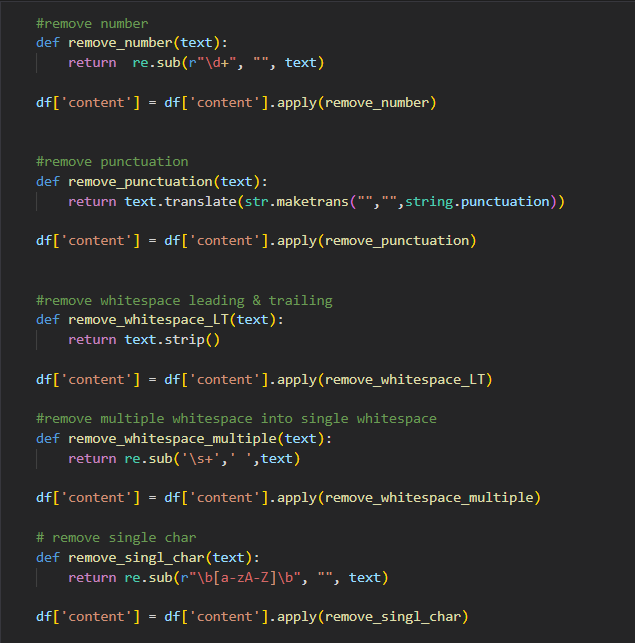 #remove number
def remove_number(text):
    return  re.sub(r"\d+", "", text)
df['content'] = df['content'].apply(remove_number)
#remove punctuation
def remove_punctuation(text):
    return text.translate(str.maketrans("","",string.punctuation))
df['content'] = df['content'].apply(remove_punctuation)
#remove whitespace leading & trailing
def remove_whitespace_LT(text):
    return text.strip()
df['content'] = df['content'].apply(remove_whitespace_LT)
#remove multiple whitespace into single whitespace
def remove_whitespace_multiple(text):
    return re.sub('\s+',' ',text)
df['content'] = df['content'].apply(remove_whitespace_multiple)
# remove single char
def remove_singl_char(text):
    return re.sub(r"\b[a-zA-Z]\b", "", text)
df['content'] = df['content'].apply(remove_singl_char)